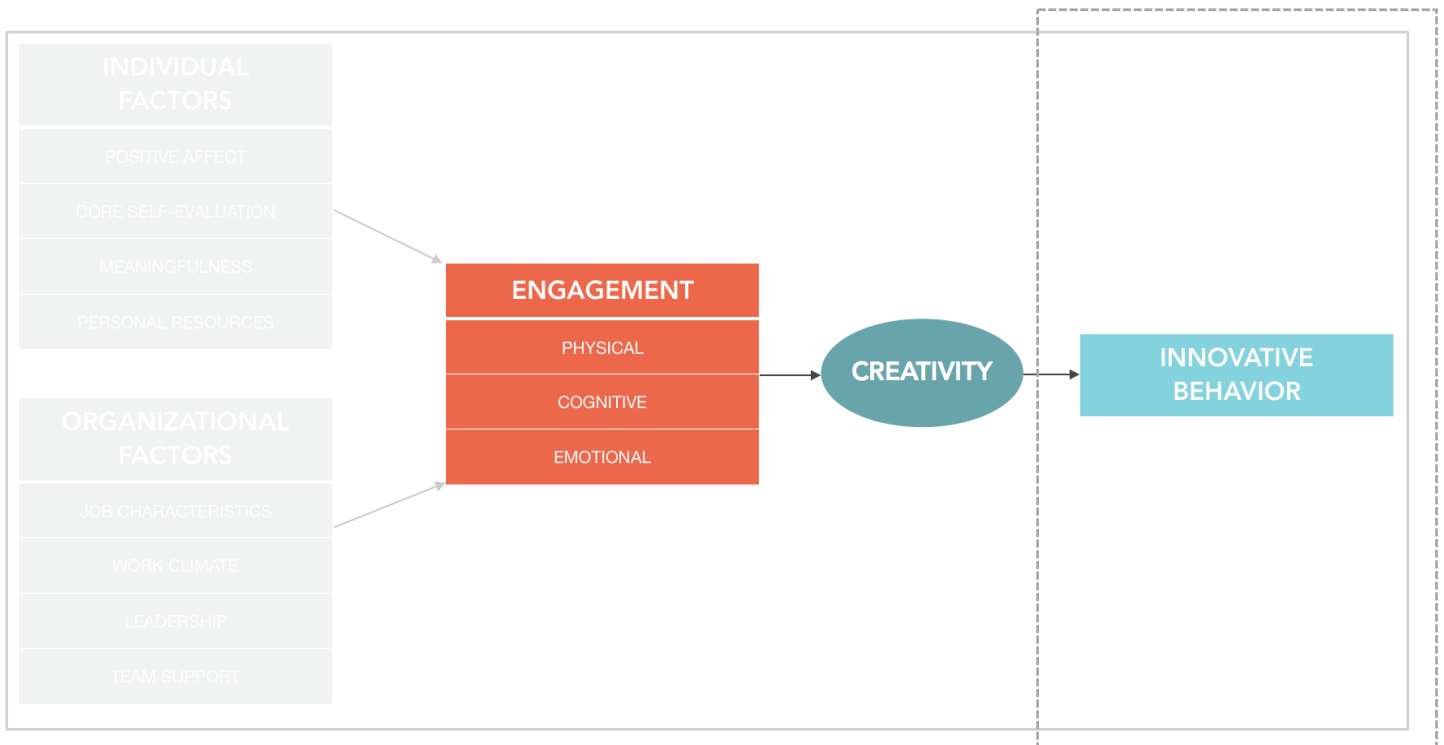 INDIVIDUAL
FACTORS
POSITIVE AFFECT
CORE SELF-EVALUATION
MEANINGFULNESS
PERSONAL RESOURCES
ORGANIZATIONAL
FACTORS
JOB CHARACTERISTICS
WORK CLIMATE
LEADERSHIP
TEAM SUPPORT
ENGAGEMENT
PHYSICAL
COGNITIVE
EMOTIONAL
CREATIVITY
INNOVATIVE
BEHAVIOR